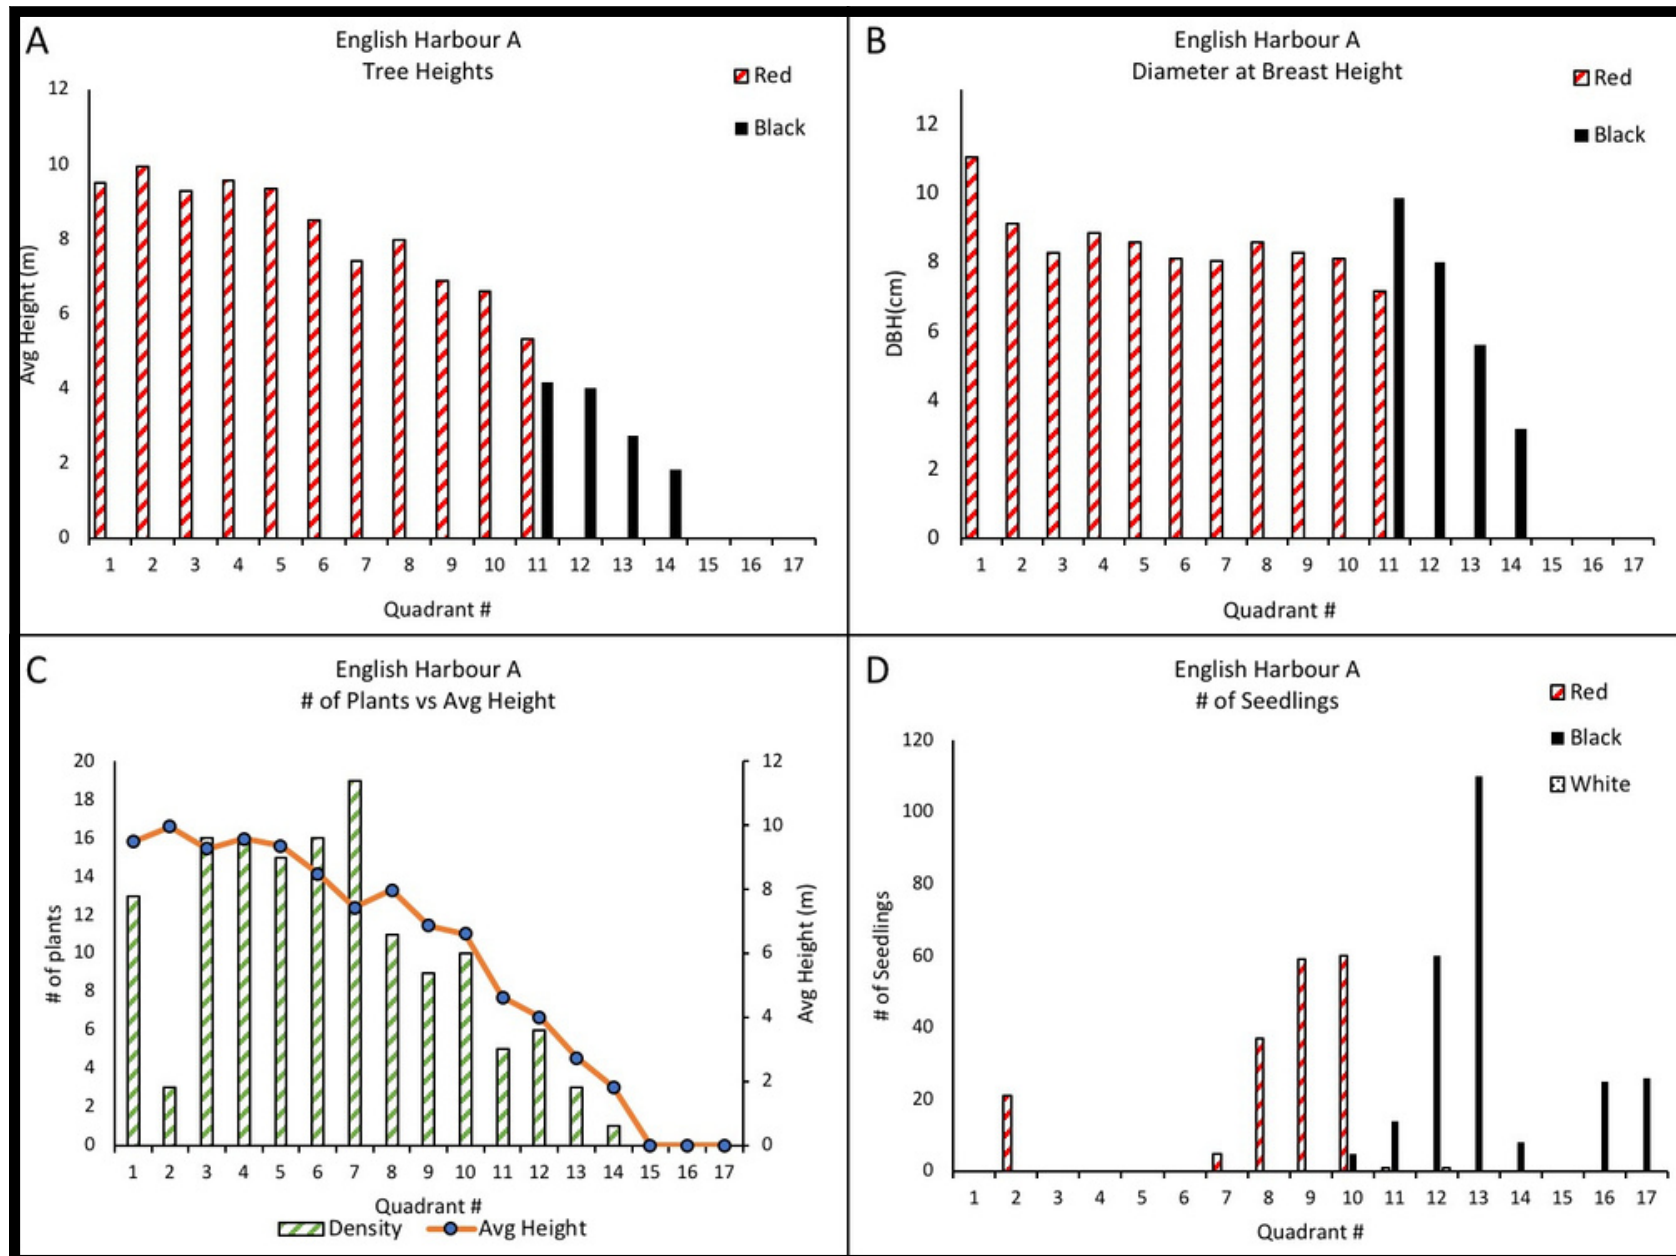 A
English Harbour A
Tree Heights
Red
Black
12
10
8
6
4
2
0
Avg Height (m)
1 2 3 4 5 6 7 8 9 10 11 12 13 14 15 16 17
Quadrant #
B
English Harbour A
Diameter at Breast Height
Red
Black
12
10
8
6
4
2
0
DBH(cm)
1 2 3 4 5 6 7 8 9 10 11 12 13 14 15 16 17
Quadrant #
C
English Harbour A
# of Plants vs Avg Height
20
18
16
14
12
10
8
6
4
2
0
# of plants
12
10
8
6
4
2
0
Avg Height (m)
1 2 3 4 5 6 7 8 9 10 11 12 13 14 15 16 17
Quadrant #
Density Avg Height
D
English Harbour A
# of Seedlings
Red
Black
White
120
100
80
60
40
20
0
# of Seedlings
1 2 3 4 5 6 7 8 9 10 11 12 13 14 15 16 17
Quadrant #